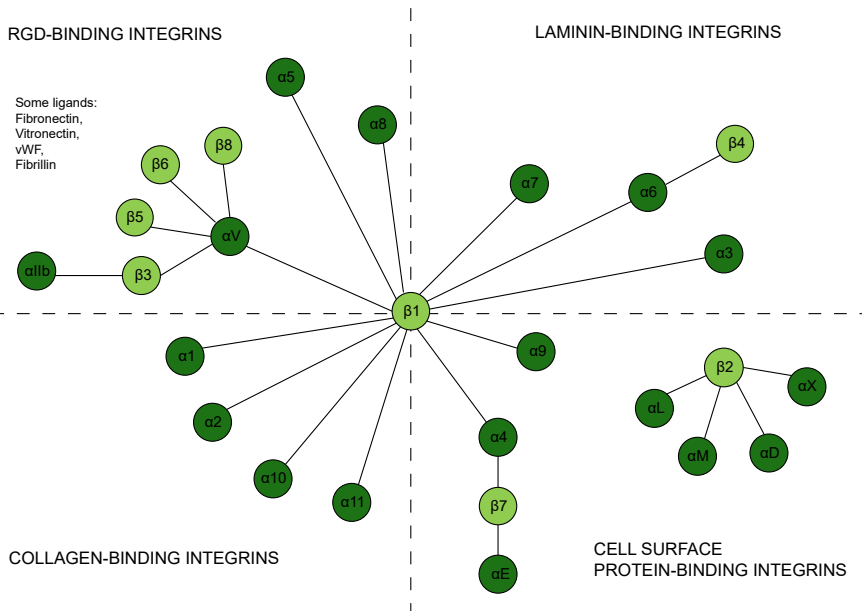 RGD-BINDING INTEGRINS
LAMININ-BINDING INTEGRINS
Some ligands:
Fibronectin,
Vitronectin,
vWF,
Fibrillin
α5
α8
β8
β6
β5
αV
αIIb
β3
α7
α6
β4
α3
β1
α1
α2
α10
α11
α9
α4
β7
αE
β2
αL
αM
αD
αX
COLLAGEN-BINDING INTEGRINS
CELL SURFACE
PROTEIN-BINDING INTEGRINS